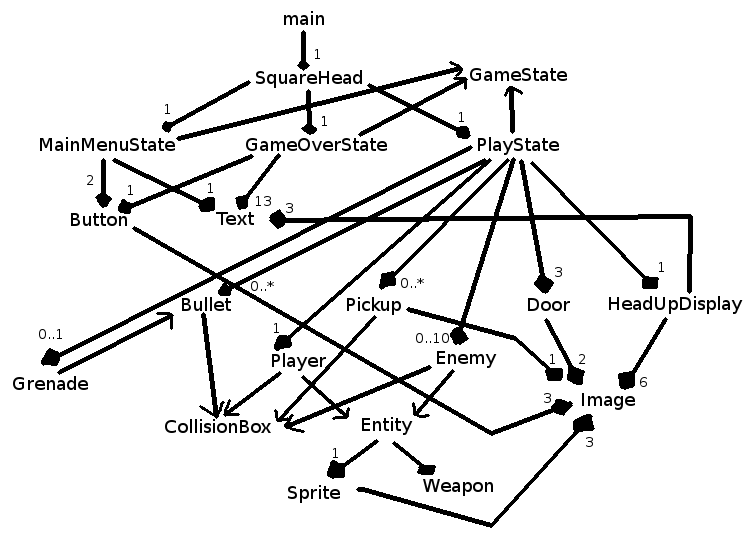 main
1
SquareHead
GameState
1
1
1
MainMenuState
GameOverState
PlayState
2
1
1
13
3
Button
Text
0..*
0..*
3
1
Bullet
Pickup
Door
HeadUpDisplay
0..1
1
0..10
Grenade
Player
Enemy
1
2
6
3
Image
CollisionBox
Entity
3
1
Sprite
Weapon